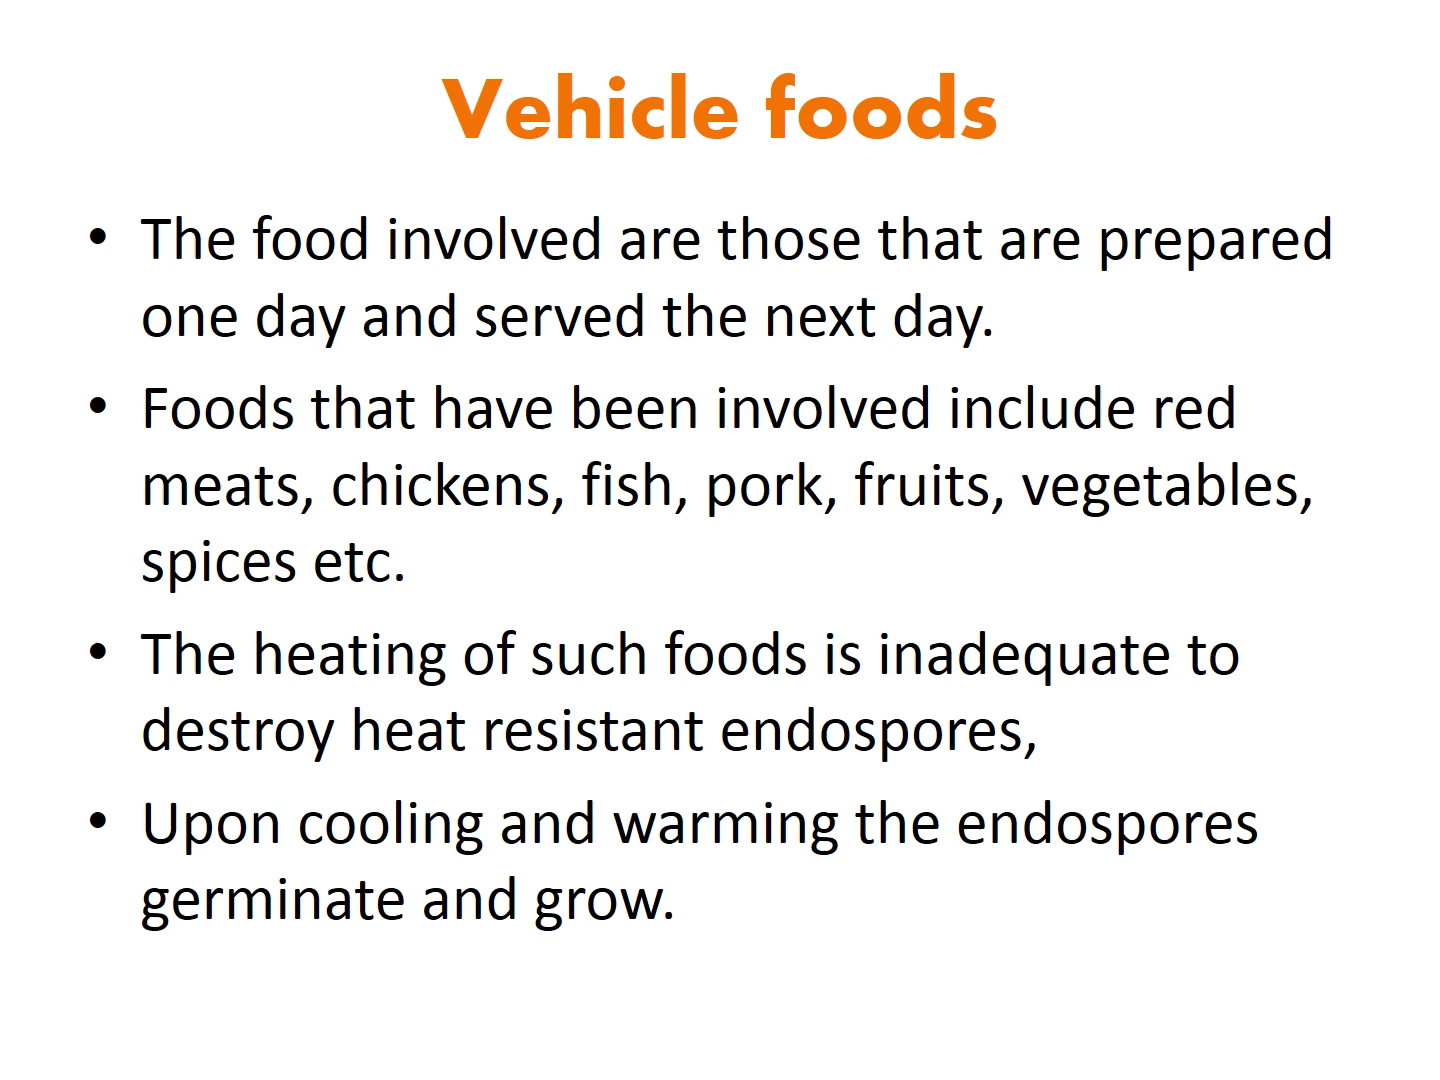 Vehicle foods
• The food involved are those that are prepared
one day and served the next day.
• Foods that have been involved include red
meats, chickens, fish, pork, fruits, vegetables,
spices etc.
• The heating of such foods is inadequate to
destroy heat resistant endospores,
• Upon cooling and warming the endospores
germinate and grow.